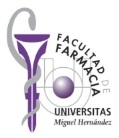 FACULTAD DE
FARMACIA
UNIVERSITAS
Miguel Hernández